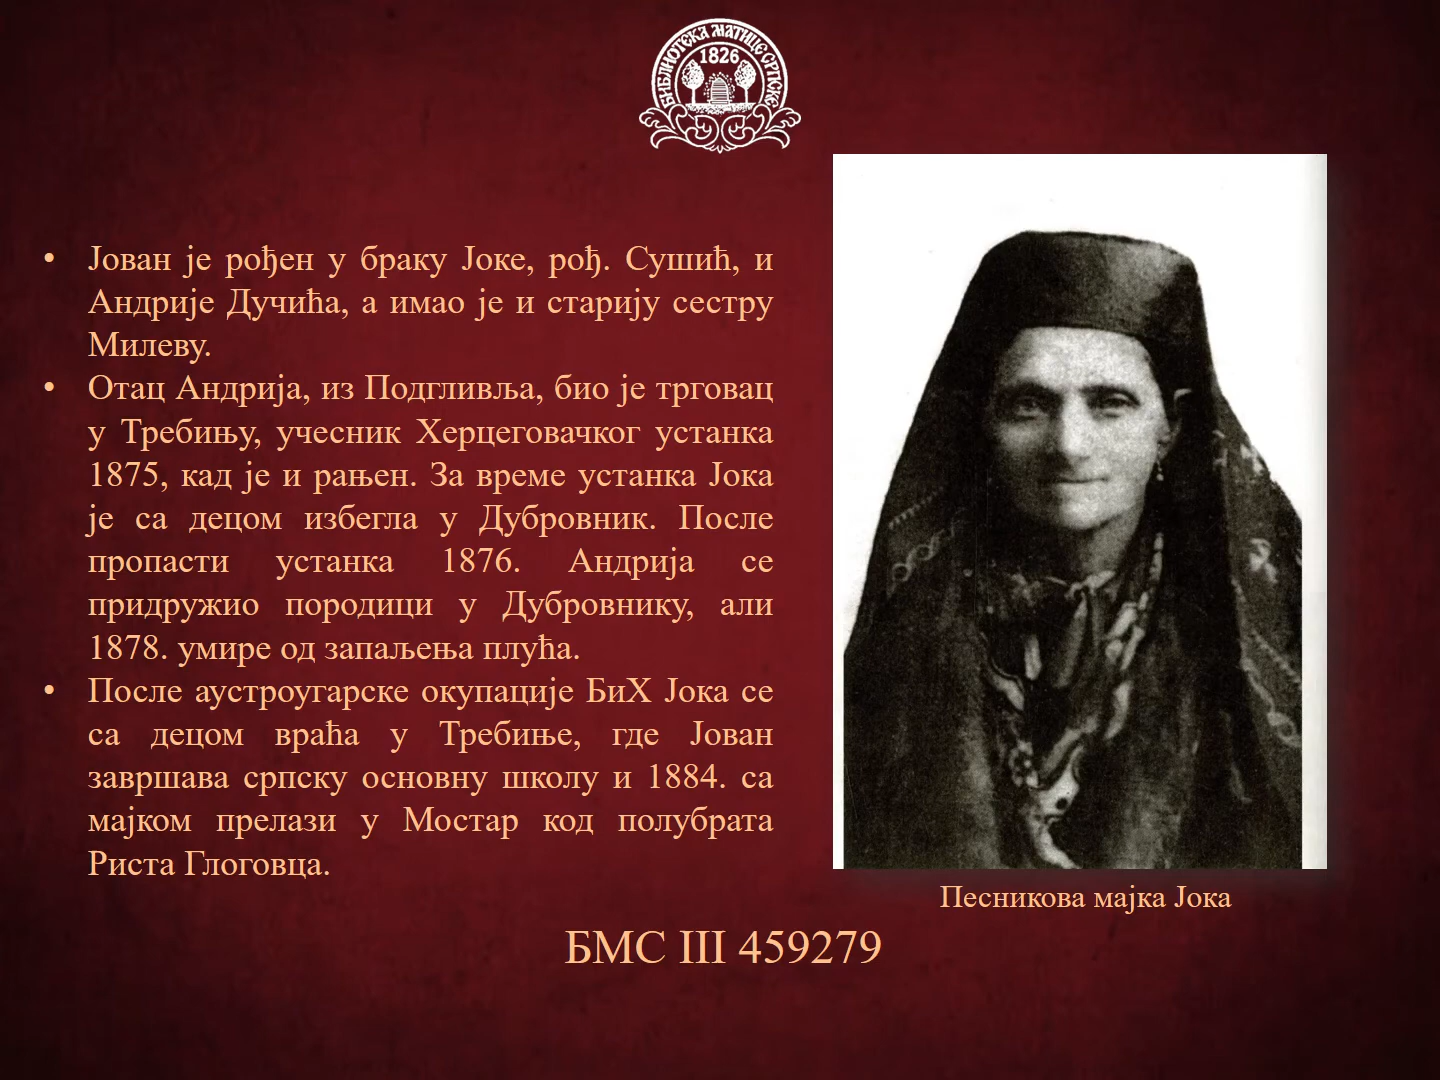 БИБЛИОТЕКА МАТИЦЕ СРПСКЕ
1826
• Јован је рођен у браку Јоке, рођ. Сушић, и
Андрије Дучића, а имао је и старију сестру
Милеву.
• Отац Андрија, из Подгливља, био је трговац
у Требињу, учесник Херцеговачког устанка
1875, кад је и рањен. За време устанка Јока
је са децом избегла у Дубровник. После
пропасти устанка 1876. Андрија се
придружио породици у Дубровнику, али
1878. умире од запаљења плућа.
• После аустроугарске окупације БиХ Јока се
са децом враћа у Требиње, где Јован
завршава српску основну школу и 1884. са
мајком прелази у Мостар код полубрата
Риста Глоговца.
Песникова мајка Јока
БМС III 459279